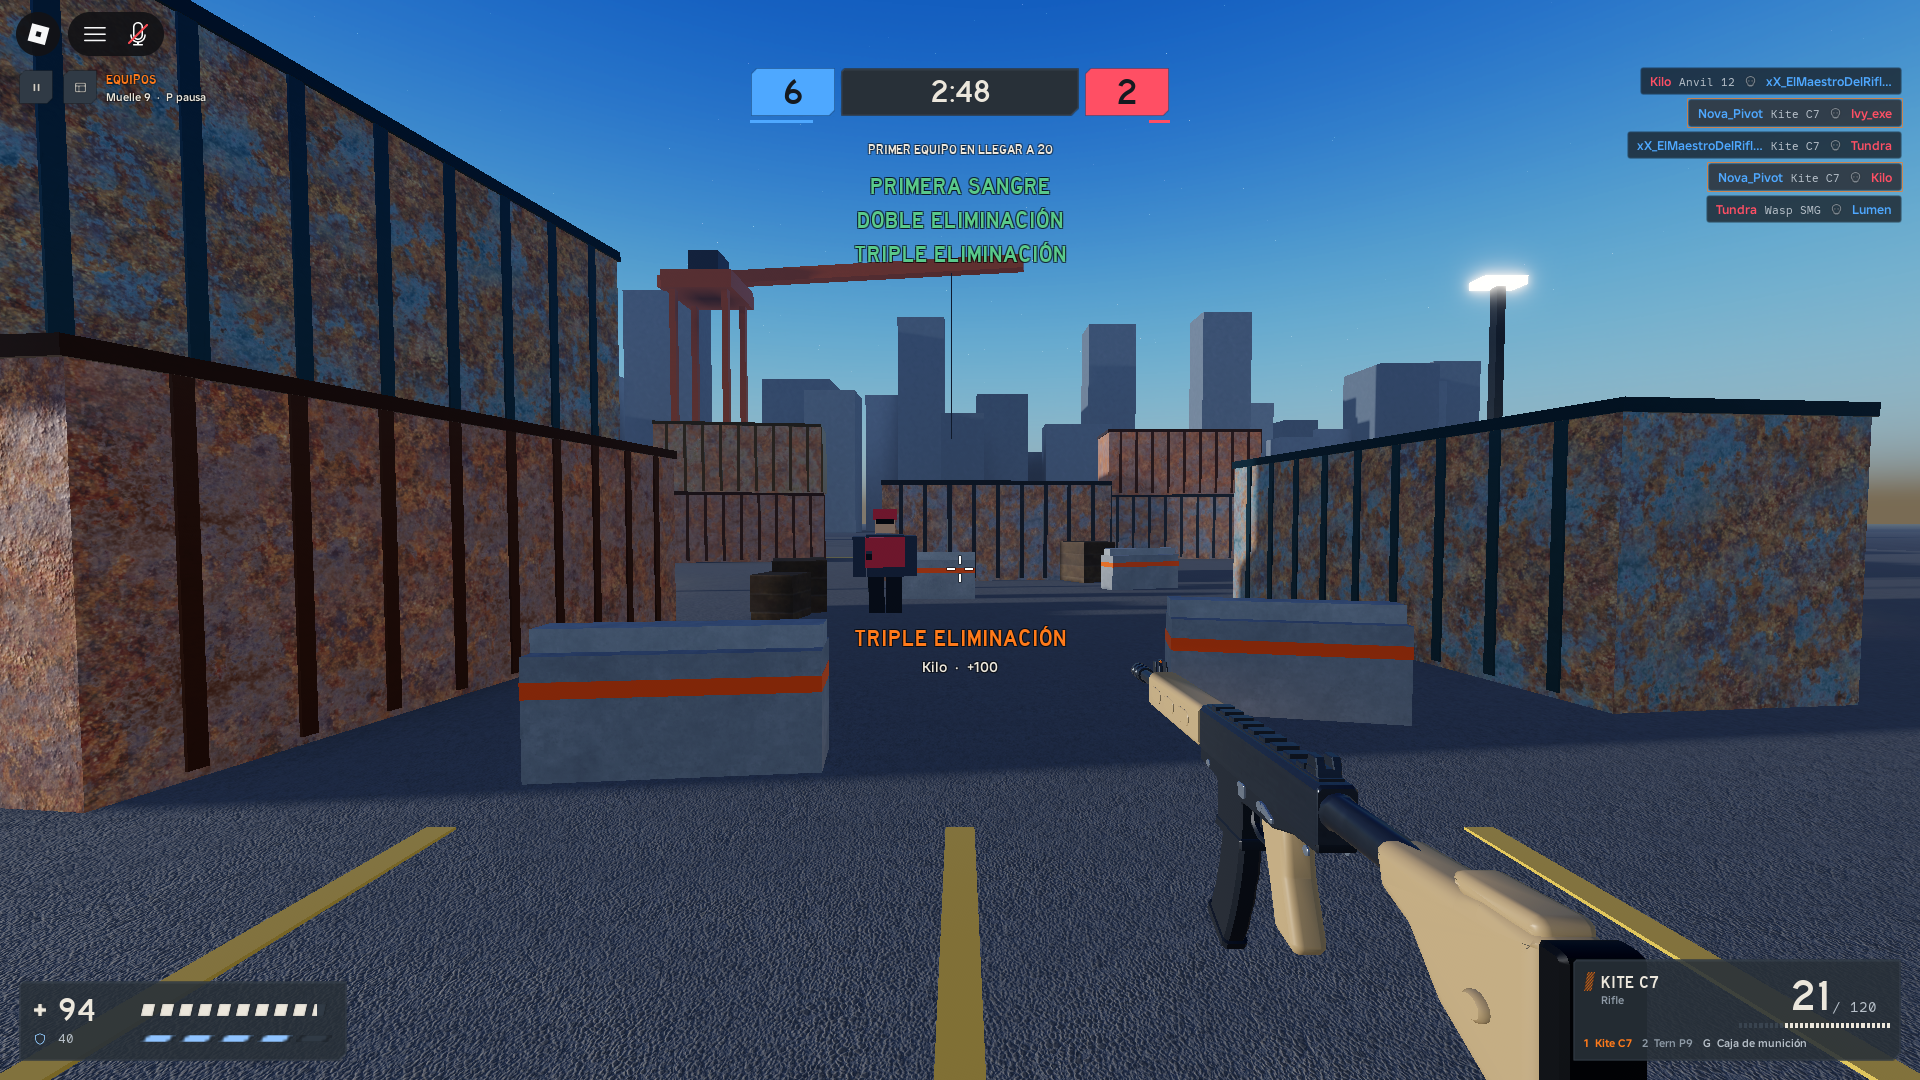 EQUIPOS
Muelle 9 · P pausa
6
2:48
2
PRIMER EQUIPO EN LLEGAR A 20
PRIMERA SANGRE
DOBLE ELIMINACIÓN
TRIPLE ELIMINACIÓN
Kilo Anvil 12 xX_ElMaestroDelRifl...
Nova_Pivot Kite C7 Ivy_exe
xX_ElMaestroDelRifl... Kite C7 Tundra
Nova_Pivot Kite C7 Kilo
Tundra Wasp SMG Lumen
TRIPLE ELIMINACIÓN
Kilo · +100
+ 94
40
KITE C7
Rifle
21 / 120
1 Kite C7 2 Tern P9 G Caja de munición